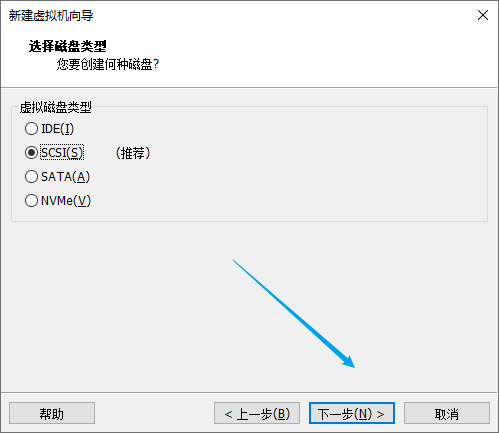 新建虚拟机向导
选择磁盘类型
您要创建何种磁盘?
虚拟磁盘类型
IDE(I)
SCSI(S) (推荐)
SATA(A)
NVMe(V)
帮助 < 上一步(B) 下一步(N) > 取消